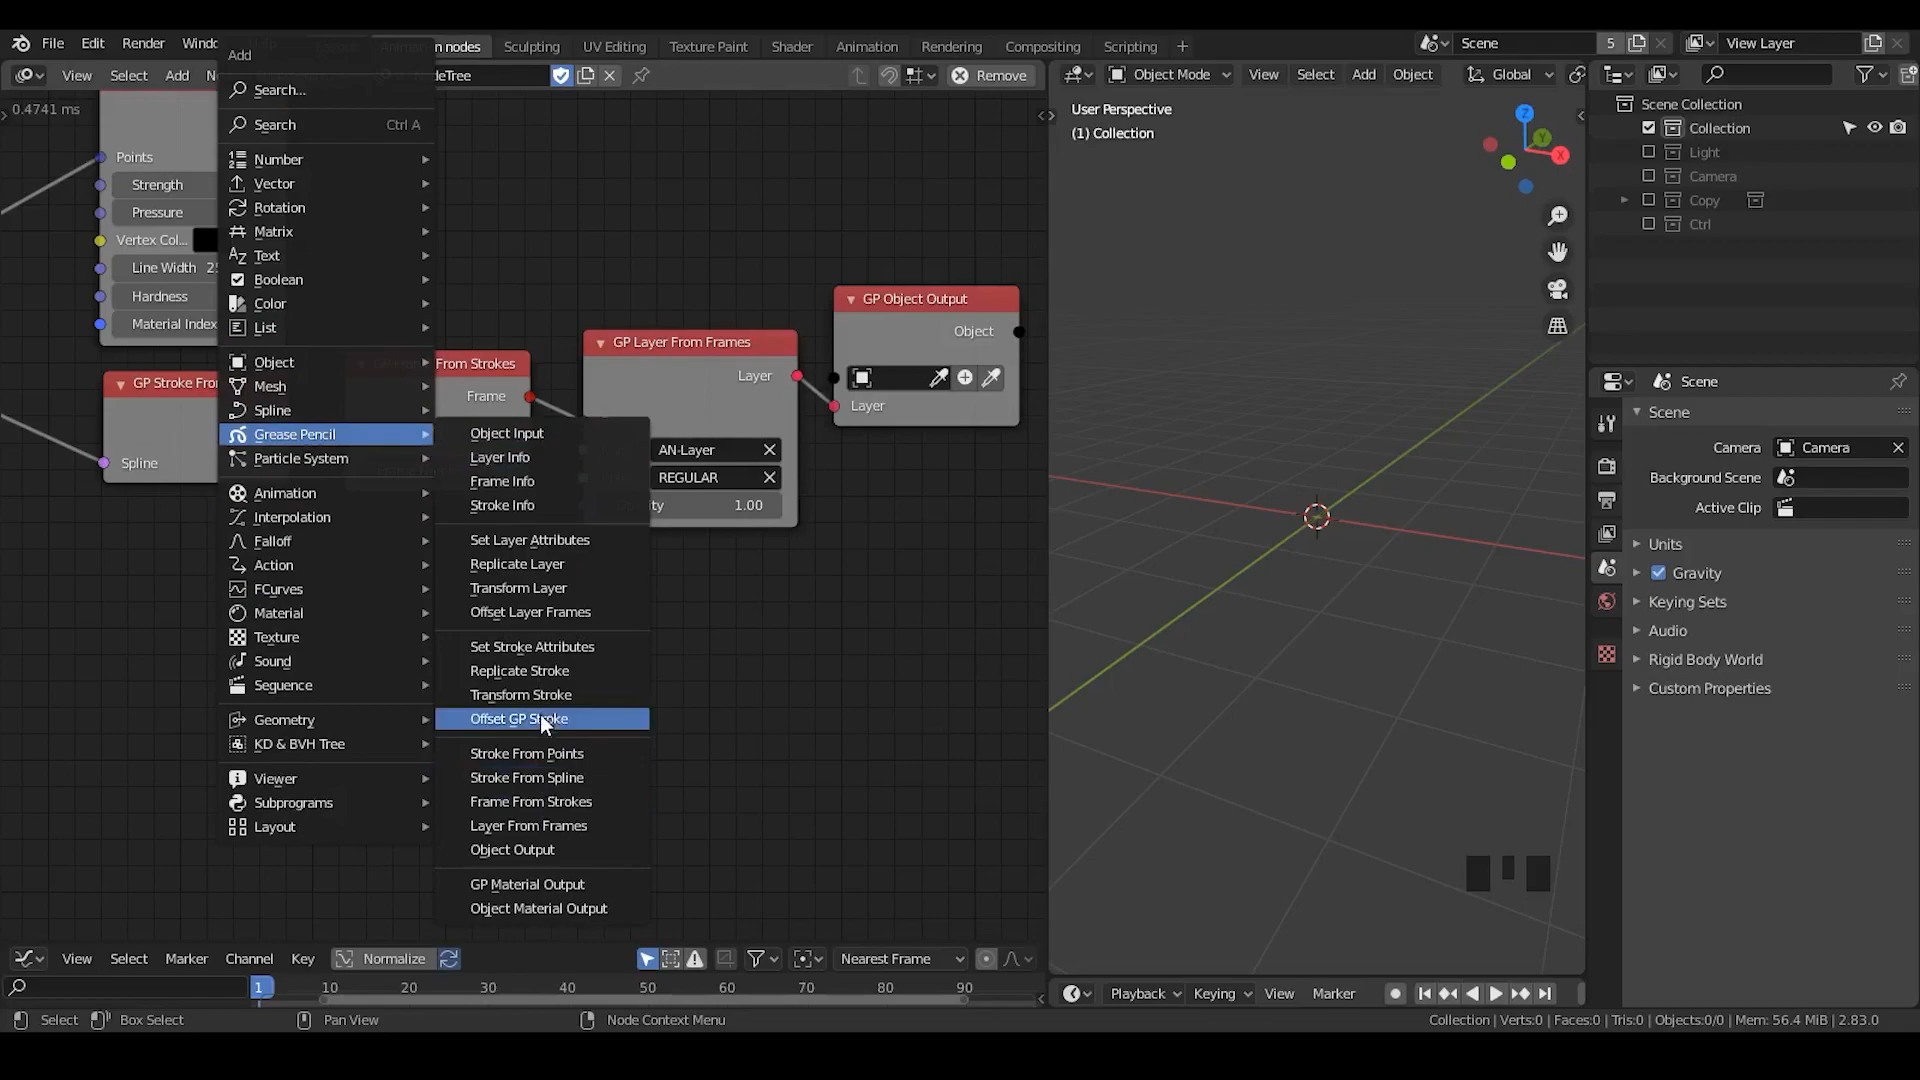 File Edit Render Add n nodes Sculpting UV Editing Texture Paint Shader Animation Rendering Compositing Scripting Scene 5 View Layer
View Select Add Remove Object Mode View Select Add Object Global
0.4741 ms
Search...
Search Ctrl A
Number
Vector
Rotation
Matrix
Text
Boolean
Color
List
Object
Mesh
Spline
Grease Pencil
Particle System
Animation
Interpolation
Falloff
Action
FCurves
Material
Texture
Sound
Sequence
Geometry
KD & BVH Tree
Viewer
Subprograms
Layout
Points
Strength
Pressure
Vertex Col...
Line Width
Hardness
Material Index
GP Stroke Fro
Spline
From Strokes
Frame
Object Input
Layer Info
Frame Info
Stroke Info
Set Layer Attributes
Replicate Layer
Transform Layer
Offset Layer Frames
Set Stroke Attributes
Replicate Stroke
Transform Stroke
Offset GP Stroke
Stroke From Points
Stroke From Spline
Frame From Strokes
Layer From Frames
Object Output
GP Material Output
Object Material Output
GP Layer From Frames
Layer
AN-Layer
REGULAR
ity 1.00
GP Object Output
Object
Layer
User Perspective
(1) Collection
Z
Y
X
Scene Collection
Collection
Light
Camera
Copy
Ctrl
Scene
Scene
Camera Camera
Background Scene
Active Clip
Units
Gravity
Keying Sets
Audio
Rigid Body World
Custom Properties
View Select Marker Channel Key Normalize Nearest Frame
1 10 20 30 40 50 60 70 80 90
Playback Keying View Marker
Select Box Select Pan View Node Context Menu
Collection | Verts:0 | Faces:0 | Tris:0 | Objects:0/0 | Mem: 56.4 MiB | 2.83.0